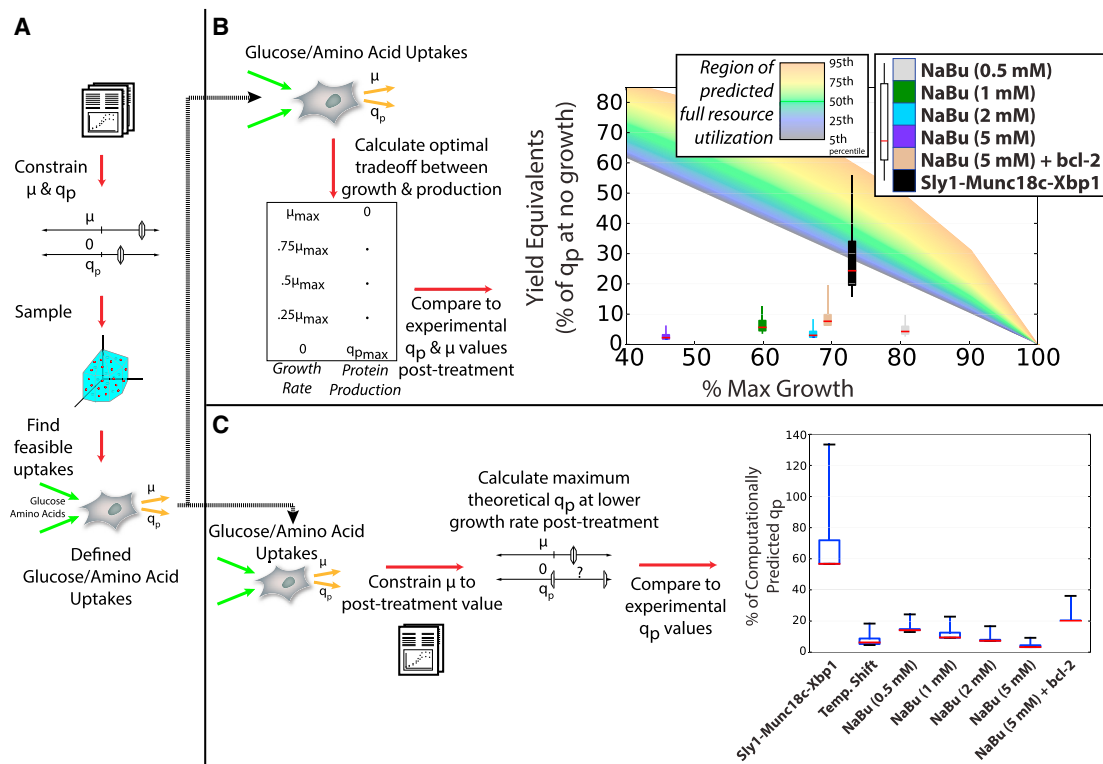 A
Constrain
μ & qp
μ
0
qp
Sample
Find
feasible
uptakes
Glucose
Amino Acids
μ
qp
Defined
Glucose/Amino Acid
Uptakes
B
Glucose/Amino Acid Uptakes
μ
qp
Calculate optimal
tradeoff between
growth & production
μmax 0
.75μmax .
.5μmax .
.25μmax .
0 qpmax
Growth Protein
Rate Production
Compare to
experimental
qp & μ values
post-treatment
Yield Equivalents
(% of qp at no growth)
80
70
60
50
40
30
20
10
0
40 50 60 70 80 90 100
% Max Growth
Region of
predicted
full resource
utilization
95th
75th
50th
25th
5th
percentile
NaBu (0.5 mM)
NaBu (1 mM)
NaBu (2 mM)
NaBu (5 mM)
NaBu (5 mM) + bcl-2
Sly1-Munc18c-Xbp1
C
Glucose/Amino Acid
Uptakes
μ
qp
Constrain μ to
post-treatment value
Calculate maximum
theoretical qp at lower
growth rate post-treatment
μ
0 ?
qp
Compare to
experimental
qp values
% of Computationally
Predicted qp
140
120
100
80
60
40
20
0
Sly1-Munc18c-Xbp1
Temp. Shift
NaBu (0.5 mM)
NaBu (1 mM)
NaBu (2 mM)
NaBu (5 mM)
NaBu (5 mM) + bcl-2